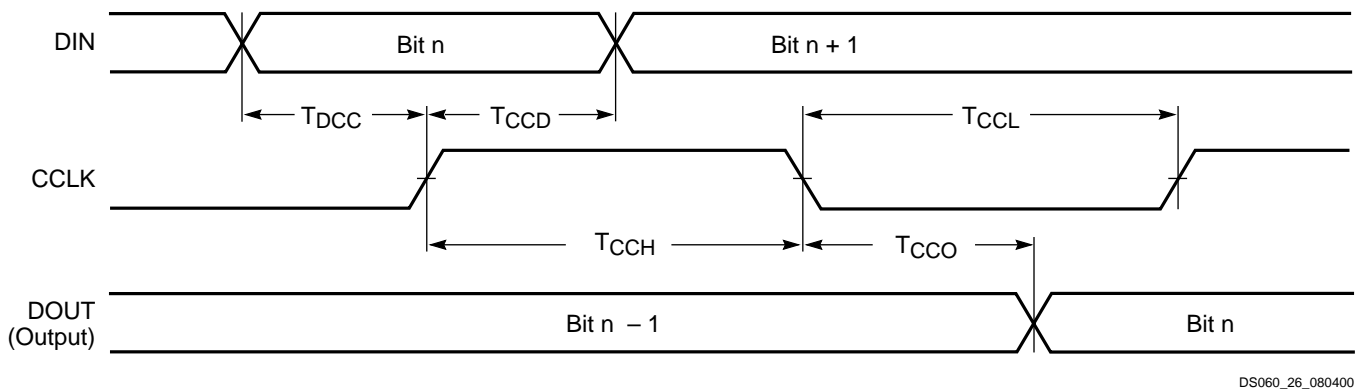 DIN
Bit n
Bit n + 1
TDCC
TCCD
TCCL
CCLK
TCCH
TCCO
DOUT
(Output)
Bit n – 1
Bit n
DS060_26_080400